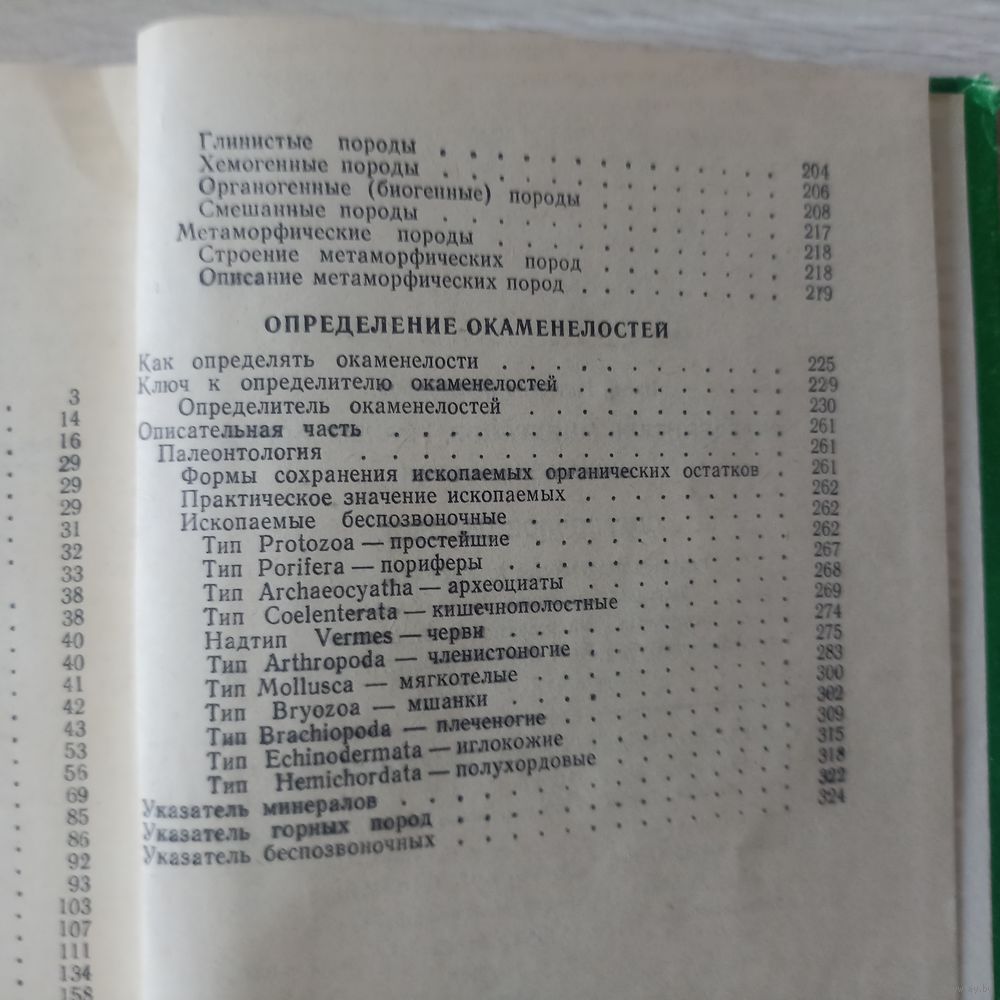 3
14
16
29
29
29
31
32
33
38
38
40
40
41
42
43
53
56
69
85
86
92
93
103
107
111
134
158
Глинистые породы . . . . . . . . . . . . . 204
Хемогенные породы . . . . . . . . . . . . . 206
Органогенные (биогенные) породы . . . . . . . 208
Смешанные породы . . . . . . . . . . . . . 217
Метаморфические породы . . . . . . . . . . . 218
Строение метаморфических пород . . . . . . . 218
Описание метаморфических пород . . . . . . . . 219
ОПРЕДЕЛЕНИЕ ОКАМЕНЕЛОСТЕЙ
Как определять окаменелости . . . . . . . . . . 225
Ключ к определителю окаменелостей . . . . . . . . 229
Определитель окаменелостей . . . . . . . . . . 230
Описательная часть . . . . . . . . . . . . . . 261
Палеонтология . . . . . . . . . . . . . . . 261
Формы сохранения ископаемых органических остатков . 261
Практическое значение ископаемых . . . . . . . . 262
Ископаемые беспозвоночные . . . . . . . . . . 262
Тип Protozoa — простейшие . . . . . . . . . . 262
Тип Porifera — пориферы . . . . . . . . . . . 267
Тип Archaeocyatha — археоциаты . . . . . . . . 268
Тип Coelenterata — кишечнополостные . . . . . . 269
Надтип Vermes — черви . . . . . . . . . . . 274
Тип Arthropoda — членистоногие . . . . . . . . 275
Тип Mollusca — мягкотелые . . . . . . . . . . 283
Тип Bryozoa — мшанки . . . . . . . . . . . 300
Тип Brachiopoda — плеченогие . . . . . . . . . 302
Тип Echinodermata — иглокожие . . . . . . . . 309
Тип Hemichordata — полухордовые . . . . . . . 315
Указатель минералов . . . . . . . . . . . . . . 318
Указатель горных пород . . . . . . . . . . . . 322
Указатель беспозвоночных . . . . . . . . . . . . 324